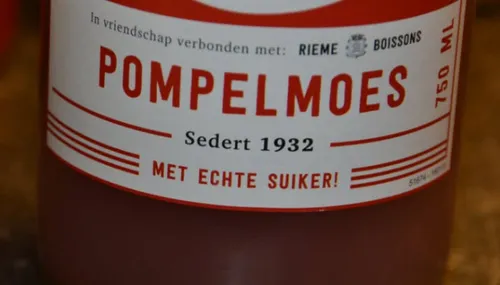 In vriendschap verbonden met: RIEME BOISSONS
POMPELMOES
750 ML
Sedert 1932
MET ECHTE SUIKER!